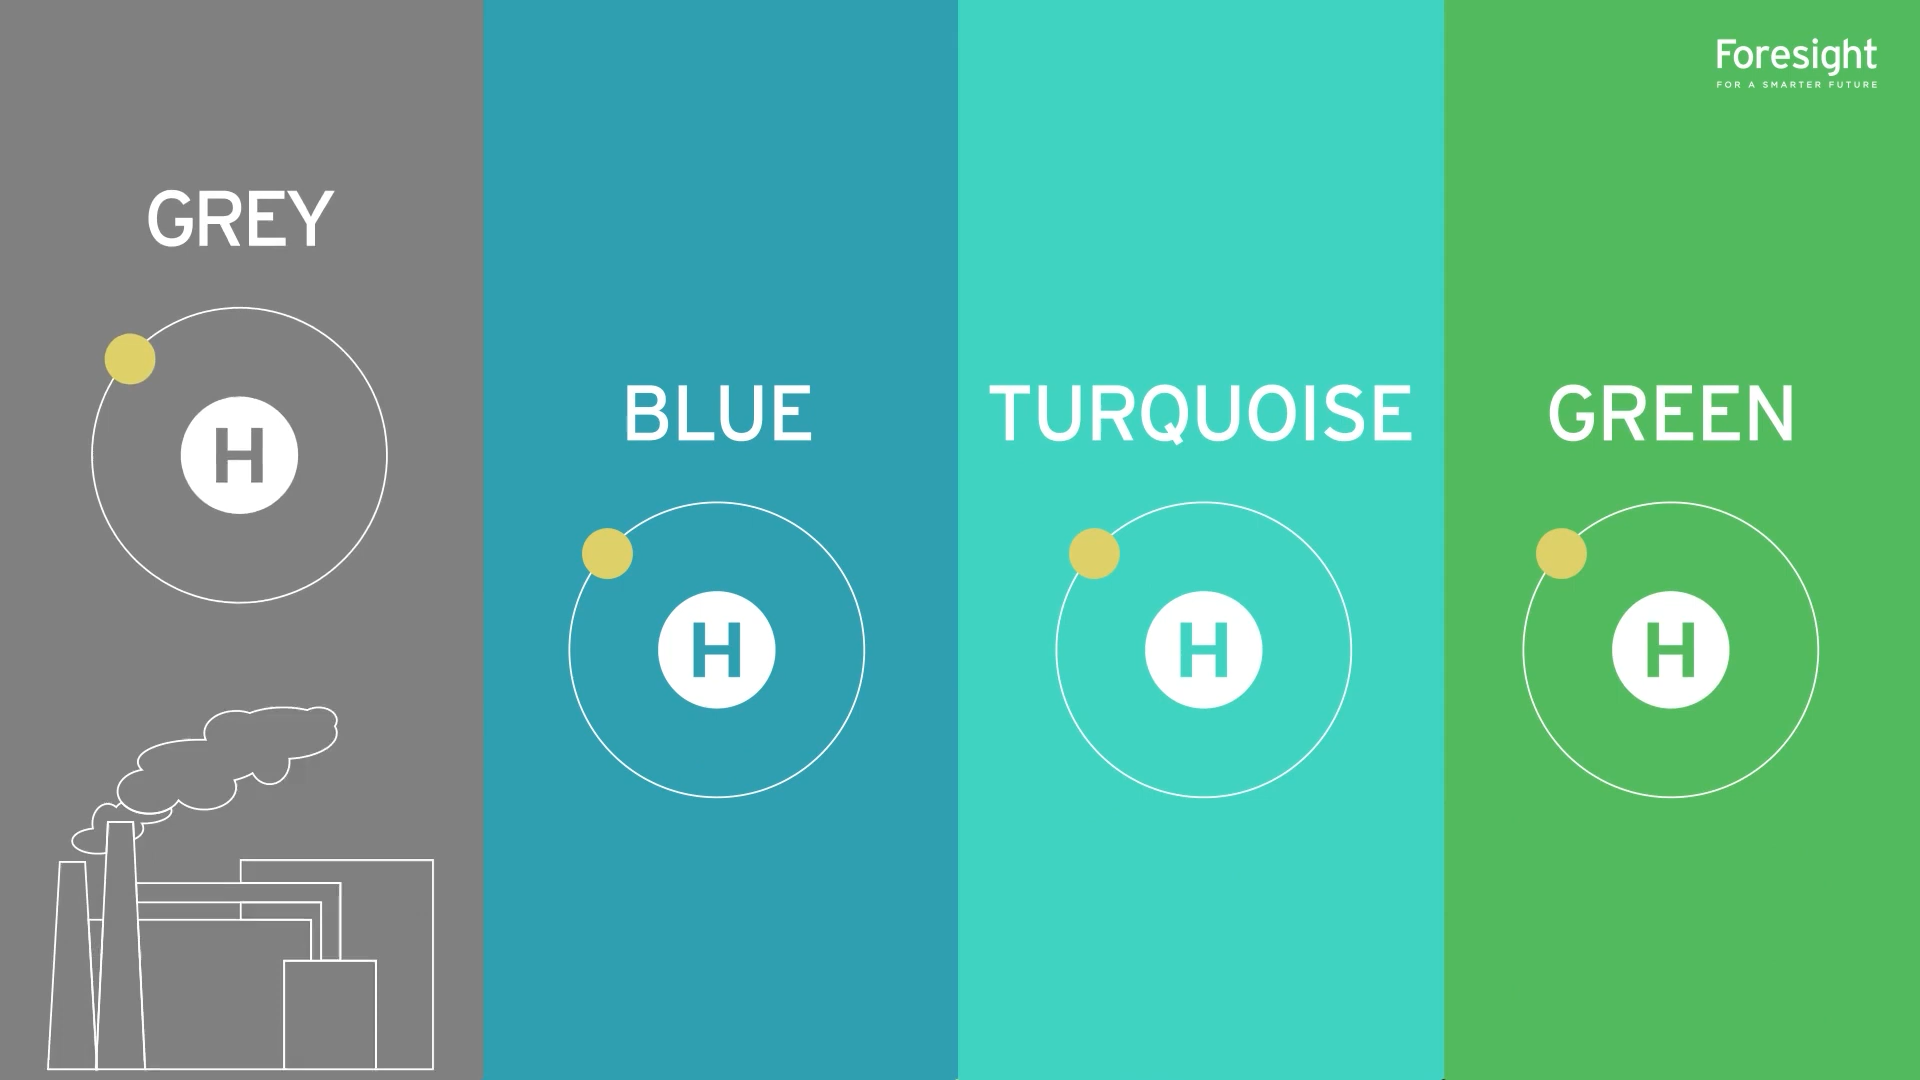 Foresight
FOR A SMARTER FUTURE
GREY
H
BLUE
H
TURQUOISE
H
GREEN
H